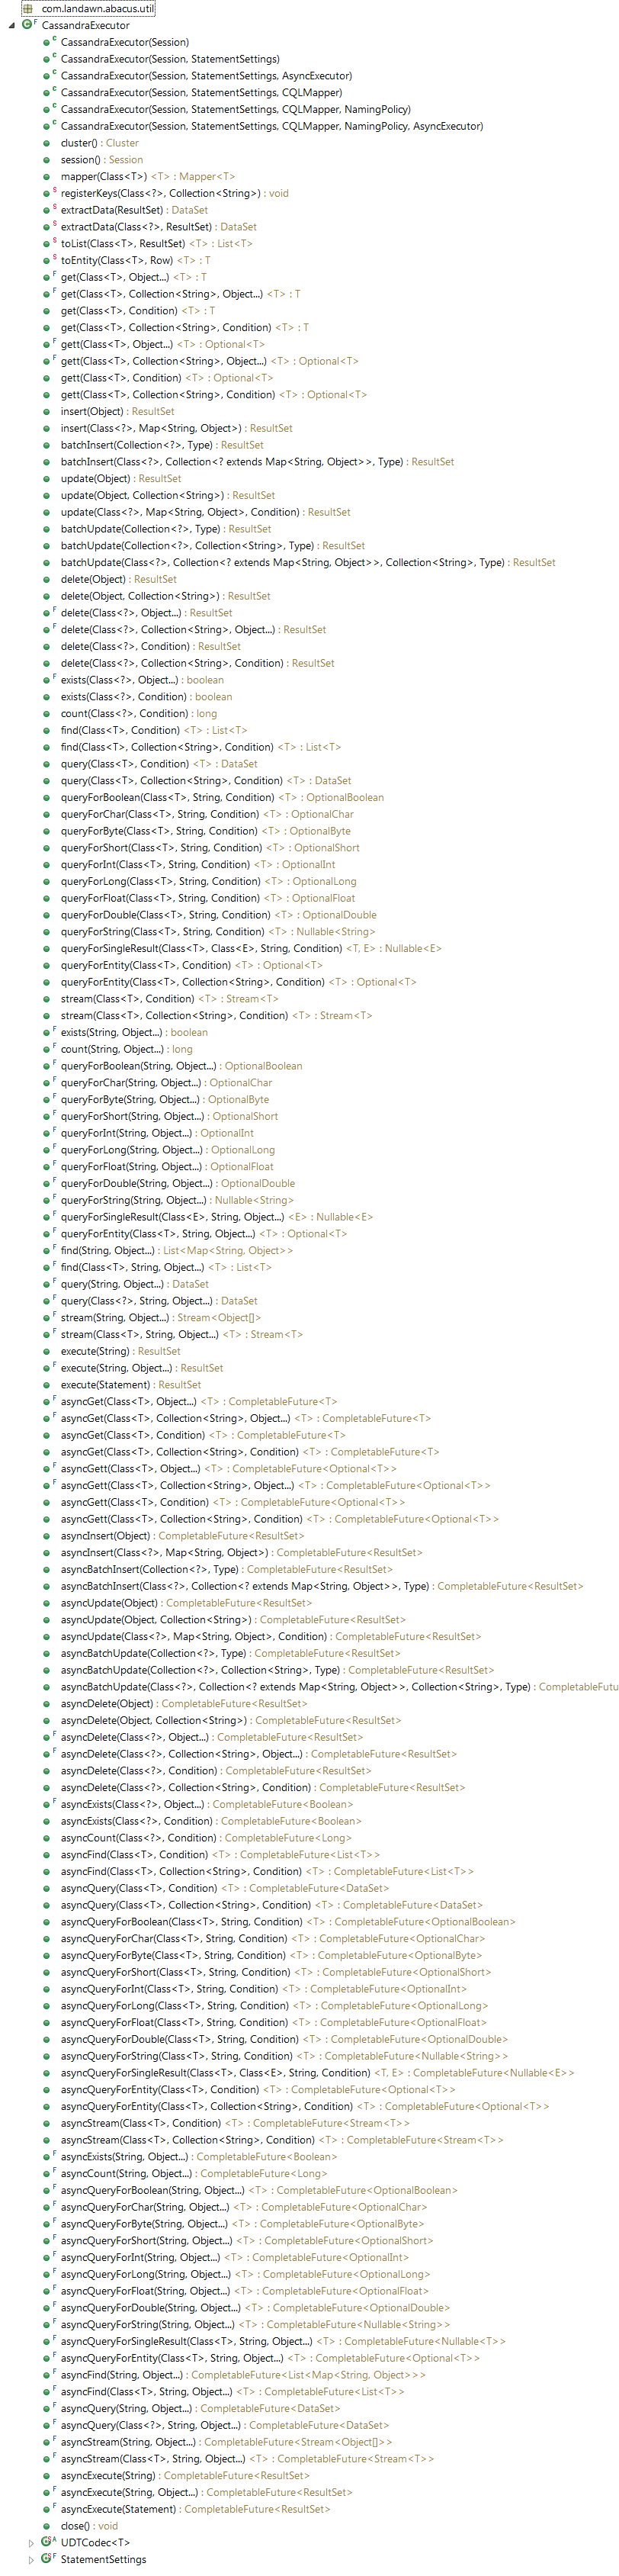 com.landawn.abacus.util
CassandraExecutor
CassandraExecutor(Session)
CassandraExecutor(Session, StatementSettings)
CassandraExecutor(Session, StatementSettings, AsyncExecutor)
CassandraExecutor(Session, StatementSettings, CQLMapper)
CassandraExecutor(Session, StatementSettings, CQLMapper, NamingPolicy)
CassandraExecutor(Session, StatementSettings, CQLMapper, NamingPolicy, AsyncExecutor)
cluster() : Cluster
session() : Session
mapper(Class<T>) <T> : Mapper<T>
registerKeys(Class<?>, Collection<String>) : void
extractData(ResultSet) : DataSet
extractData(Class<?>, ResultSet) : DataSet
toList(Class<T>, ResultSet) <T> : List<T>
toEntity(Class<T>, Row) <T> : T
get(Class<T>, Object...) <T> : T
get(Class<T>, Collection<String>, Object...) <T> : T
get(Class<T>, Condition) <T> : T
get(Class<T>, Collection<String>, Condition) <T> : T
gett(Class<T>, Object...) <T> : Optional<T>
gett(Class<T>, Collection<String>, Object...) <T> : Optional<T>
gett(Class<T>, Condition) <T> : Optional<T>
gett(Class<T>, Collection<String>, Condition) <T> : Optional<T>
insert(Object) : ResultSet
insert(Class<?>, Map<String, Object>) : ResultSet
batchInsert(Collection<?>, Type) : ResultSet
batchInsert(Class<?>, Collection<? extends Map<String, Object>>, Type) : ResultSet
update(Object) : ResultSet
update(Object, Collection<String>) : ResultSet
update(Class<?>, Map<String, Object>, Condition) : ResultSet
batchUpdate(Collection<?>, Type) : ResultSet
batchUpdate(Collection<?>, Collection<String>, Type) : ResultSet
batchUpdate(Class<?>, Collection<? extends Map<String, Object>>, Collection<String>, Type) : ResultSet
delete(Object) : ResultSet
delete(Object, Collection<String>) : ResultSet
delete(Class<?>, Object...) : ResultSet
delete(Class<?>, Collection<String>, Object...) : ResultSet
delete(Class<?>, Condition) : ResultSet
delete(Class<?>, Collection<String>, Condition) : ResultSet
exists(Class<?>, Object...) : boolean
exists(Class<?>, Condition) : boolean
count(Class<?>, Condition) : long
find(Class<T>, Condition) <T> : List<T>
find(Class<T>, Collection<String>, Condition) <T> : List<T>
query(Class<T>, Condition) <T> : DataSet
query(Class<T>, Collection<String>, Condition) <T> : DataSet
queryForBoolean(Class<T>, String, Condition) <T> : OptionalBoolean
queryForChar(Class<T>, String, Condition) <T> : OptionalChar
queryForByte(Class<T>, String, Condition) <T> : OptionalByte
queryForShort(Class<T>, String, Condition) <T> : OptionalShort
queryForInt(Class<T>, String, Condition) <T> : OptionalInt
queryForLong(Class<T>, String, Condition) <T> : OptionalLong
queryForFloat(Class<T>, String, Condition) <T> : OptionalFloat
queryForDouble(Class<T>, String, Condition) <T> : OptionalDouble
queryForString(Class<T>, String, Condition) <T> : Nullable<String>
queryForSingleResult(Class<T>, Class<E>, String, Condition) <T, E> : Nullable<E>
queryForEntity(Class<T>, Condition) <T> : Optional<T>
queryForEntity(Class<T>, Collection<String>, Condition) <T> : Optional<T>
stream(Class<T>, Condition) <T> : Stream<T>
stream(Class<T>, Collection<String>, Condition) <T> : Stream<T>
exists(String, Object...) : boolean
count(String, Object...) : long
queryForBoolean(String, Object...) : OptionalBoolean
queryForChar(String, Object...) : OptionalChar
queryForByte(String, Object...) : OptionalByte
queryForShort(String, Object...) : OptionalShort
queryForInt(String, Object...) : OptionalInt
queryForLong(String, Object...) : OptionalLong
queryForFloat(String, Object...) : OptionalFloat
queryForDouble(String, Object...) : OptionalDouble
queryForString(String, Object...) : Nullable<String>
queryForSingleResult(Class<E>, String, Object...) <E> : Nullable<E>
queryForEntity(Class<T>, String, Object...) <T> : Optional<T>
find(String, Object...) : List<Map<String, Object>>
find(Class<T>, String, Object...) <T> : List<T>
query(String, Object...) : DataSet
query(Class<?>, String, Object...) : DataSet
stream(String, Object...) : Stream<Object[]>
stream(Class<T>, String, Object...) <T> : Stream<T>
execute(String) : ResultSet
execute(String, Object...) : ResultSet
execute(Statement) : ResultSet
asyncGet(Class<T>, Object...) <T> : CompletableFuture<T>
asyncGet(Class<T>, Collection<String>, Object...) <T> : CompletableFuture<T>
asyncGet(Class<T>, Condition) <T> : CompletableFuture<T>
asyncGet(Class<T>, Collection<String>, Condition) <T> : CompletableFuture<T>
asyncGett(Class<T>, Object...) <T> : CompletableFuture<Optional<T>>
asyncGett(Class<T>, Collection<String>, Object...) <T> : CompletableFuture<Optional<T>>
asyncGett(Class<T>, Condition) <T> : CompletableFuture<Optional<T>>
asyncGett(Class<T>, Collection<String>, Condition) <T> : CompletableFuture<Optional<T>>
asyncInsert(Object) : CompletableFuture<ResultSet>
asyncInsert(Class<?>, Map<String, Object>) : CompletableFuture<ResultSet>
asyncBatchInsert(Collection<?>, Type) : CompletableFuture<ResultSet>
asyncBatchInsert(Class<?>, Collection<? extends Map<String, Object>>, Type) : CompletableFuture<ResultSet>
asyncUpdate(Object) : CompletableFuture<ResultSet>
asyncUpdate(Object, Collection<String>) : CompletableFuture<ResultSet>
asyncUpdate(Class<?>, Map<String, Object>, Condition) : CompletableFuture<ResultSet>
asyncBatchUpdate(Collection<?>, Type) : CompletableFuture<ResultSet>
asyncBatchUpdate(Collection<?>, Collection<String>, Type) : CompletableFuture<ResultSet>
asyncBatchUpdate(Class<?>, Collection<? extends Map<String, Object>>, Collection<String>, Type) : CompletableFutu
asyncDelete(Object) : CompletableFuture<ResultSet>
asyncDelete(Object, Collection<String>) : CompletableFuture<ResultSet>
asyncDelete(Class<?>, Object...) : CompletableFuture<ResultSet>
asyncDelete(Class<?>, Collection<String>, Object...) : CompletableFuture<ResultSet>
asyncDelete(Class<?>, Condition) : CompletableFuture<ResultSet>
asyncDelete(Class<?>, Collection<String>, Condition) : CompletableFuture<ResultSet>
asyncExists(Class<?>, Object...) : CompletableFuture<Boolean>
asyncExists(Class<?>, Condition) : CompletableFuture<Boolean>
asyncCount(Class<?>, Condition) : CompletableFuture<Long>
asyncFind(Class<T>, Condition) <T> : CompletableFuture<List<T>>
asyncFind(Class<T>, Collection<String>, Condition) <T> : CompletableFuture<List<T>>
asyncQuery(Class<T>, Condition) <T> : CompletableFuture<DataSet>
asyncQuery(Class<T>, Collection<String>, Condition) <T> : CompletableFuture<DataSet>
asyncQueryForBoolean(Class<T>, String, Condition) <T> : CompletableFuture<OptionalBoolean>
asyncQueryForChar(Class<T>, String, Condition) <T> : CompletableFuture<OptionalChar>
asyncQueryForByte(Class<T>, String, Condition) <T> : CompletableFuture<OptionalByte>
asyncQueryForShort(Class<T>, String, Condition) <T> : CompletableFuture<OptionalShort>
asyncQueryForInt(Class<T>, String, Condition) <T> : CompletableFuture<OptionalInt>
asyncQueryForLong(Class<T>, String, Condition) <T> : CompletableFuture<OptionalLong>
asyncQueryForFloat(Class<T>, String, Condition) <T> : CompletableFuture<OptionalFloat>
asyncQueryForDouble(Class<T>, String, Condition) <T> : CompletableFuture<OptionalDouble>
asyncQueryForString(Class<T>, String, Condition) <T> : CompletableFuture<Nullable<String>>
asyncQueryForSingleResult(Class<T>, Class<E>, String, Condition) <T, E> : CompletableFuture<Nullable<E>>
asyncQueryForEntity(Class<T>, Condition) <T> : CompletableFuture<Optional<T>>
asyncQueryForEntity(Class<T>, Collection<String>, Condition) <T> : CompletableFuture<Optional<T>>
asyncStream(Class<T>, Condition) <T> : CompletableFuture<Stream<T>>
asyncStream(Class<T>, Collection<String>, Condition) <T> : CompletableFuture<Stream<T>>
asyncExists(String, Object...) : CompletableFuture<Boolean>
asyncCount(String, Object...) : CompletableFuture<Long>
asyncQueryForBoolean(String, Object...) <T> : CompletableFuture<OptionalBoolean>
asyncQueryForChar(String, Object...) <T> : CompletableFuture<OptionalChar>
asyncQueryForByte(String, Object...) <T> : CompletableFuture<OptionalByte>
asyncQueryForShort(String, Object...) <T> : CompletableFuture<OptionalShort>
asyncQueryForInt(String, Object...) <T> : CompletableFuture<OptionalInt>
asyncQueryForLong(String, Object...) <T> : CompletableFuture<OptionalLong>
asyncQueryForFloat(String, Object...) <T> : CompletableFuture<OptionalFloat>
asyncQueryForDouble(String, Object...) <T> : CompletableFuture<OptionalDouble>
asyncQueryForString(String, Object...) <T> : CompletableFuture<Nullable<String>>
asyncQueryForSingleResult(Class<T>, String, Object...) <T> : CompletableFuture<Nullable<T>>
asyncQueryForEntity(Class<T>, String, Object...) <T> : CompletableFuture<Optional<T>>
asyncFind(String, Object...) : CompletableFuture<List<Map<String, Object>>>
asyncFind(Class<T>, String, Object...) <T> : CompletableFuture<List<T>>
asyncQuery(String, Object...) : CompletableFuture<DataSet>
asyncQuery(Class<?>, String, Object...) : CompletableFuture<DataSet>
asyncStream(String, Object...) : CompletableFuture<Stream<Object[]>>
asyncStream(Class<T>, String, Object...) <T> : CompletableFuture<Stream<T>>
asyncExecute(String) : CompletableFuture<ResultSet>
asyncExecute(String, Object...) : CompletableFuture<ResultSet>
asyncExecute(Statement) : CompletableFuture<ResultSet>
close() : void
UDTCodec<T>
StatementSettings